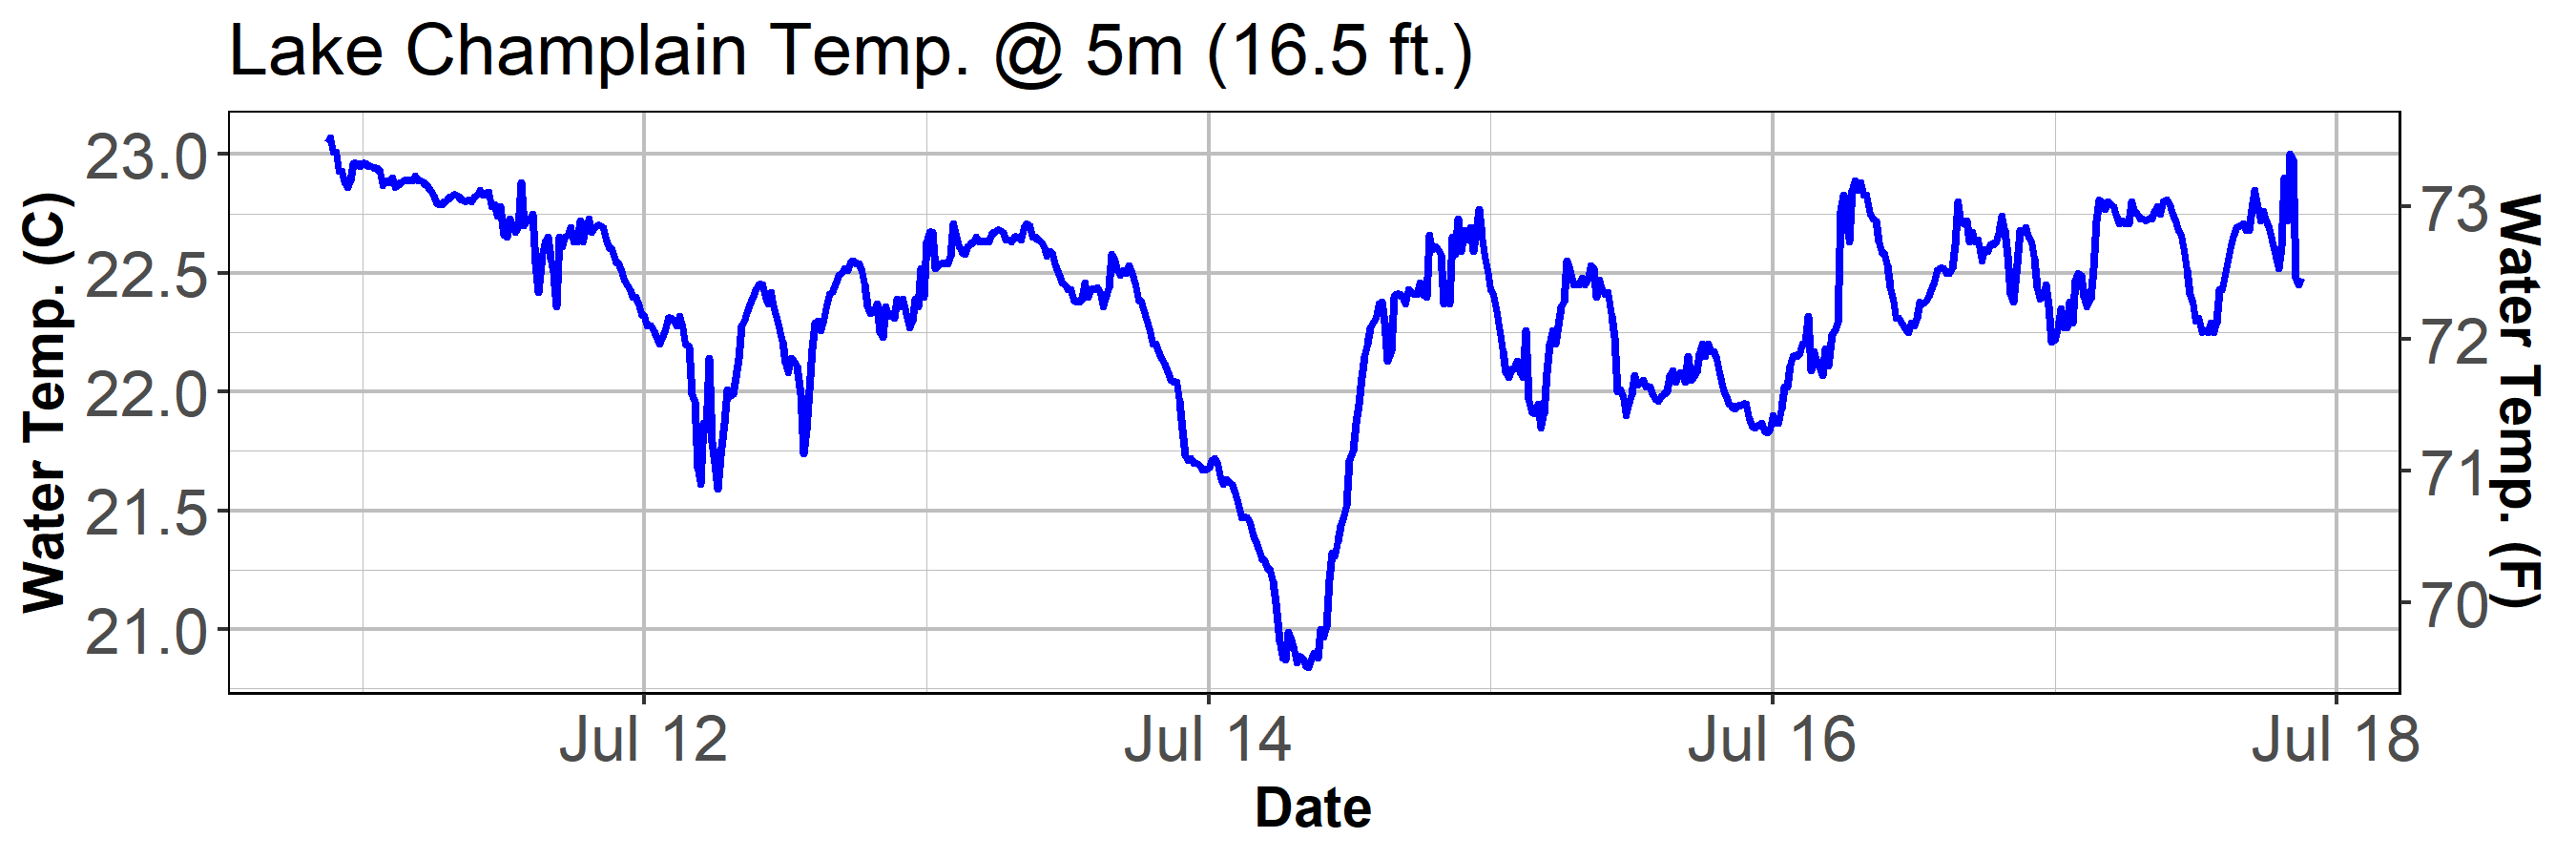 Lake Champlain Temp. @ 5m (16.5 ft.)
Water Temp. (C)
23.0
22.5
22.0
21.5
21.0
73
72
71
70
Water Temp. (F)
Jul 12 Jul 14 Jul 16 Jul 18
Date